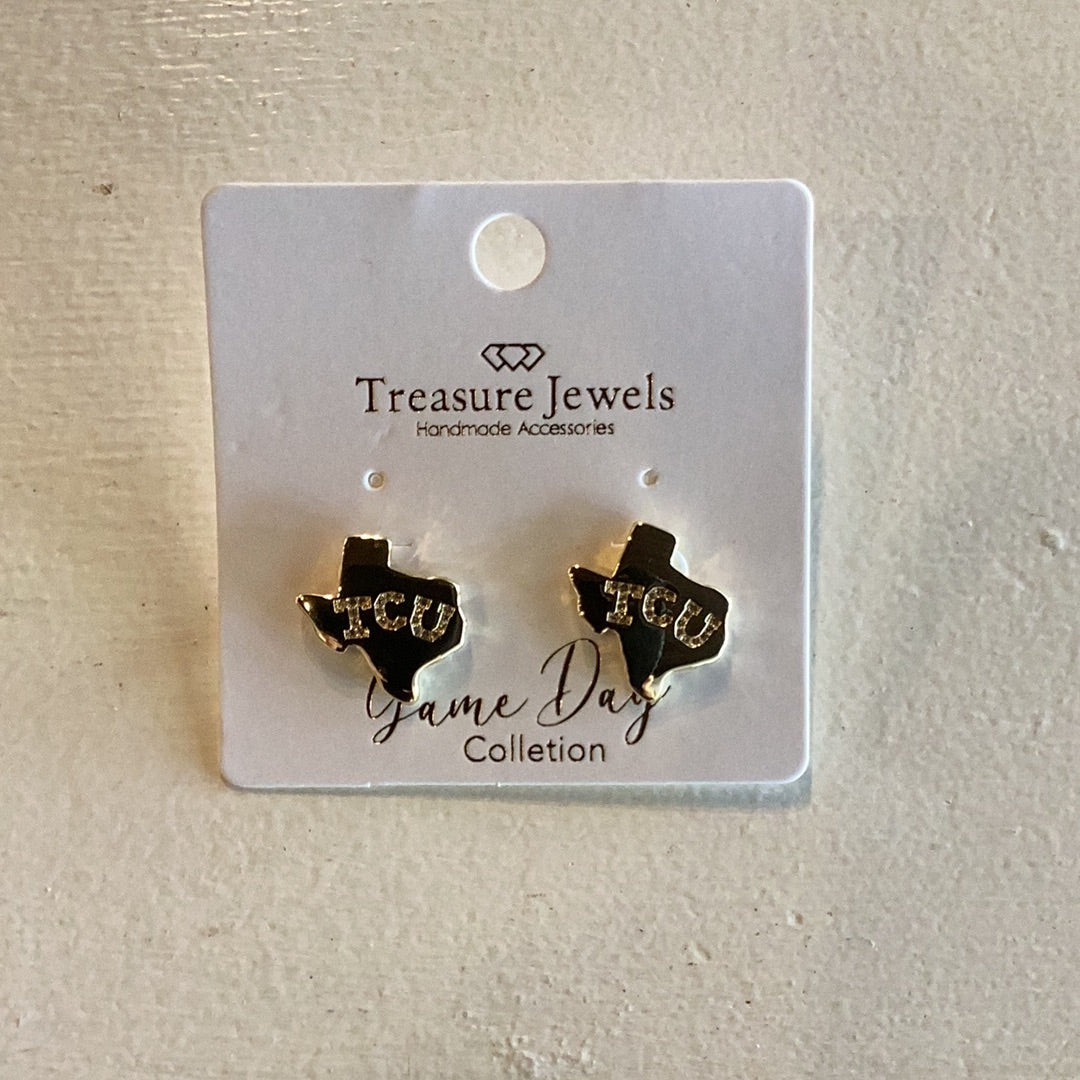 Treasure Jewels
Handmade Accessories
TCU
TCU
Game Day
Colletion